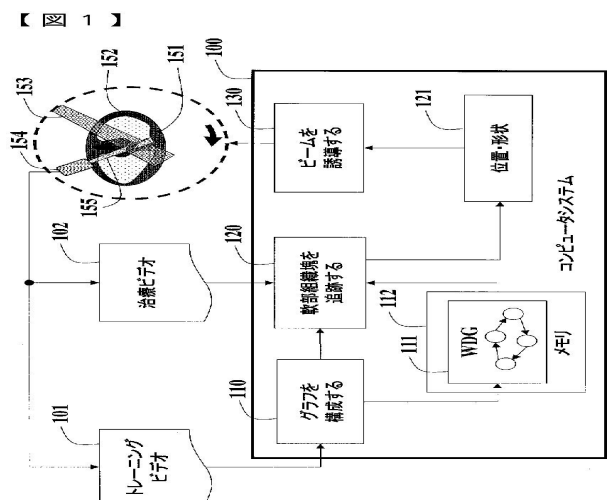 【図1】
トレーニング
ビデオ
101
治療ビデオ
102
155
154
153
152
151
100
グラフを
構成する
110
軟部組織塊を
追跡する
120
ビームを
誘導する
130
WDG
111
112
メモリ
位置・形状
121
コンピュータシステム